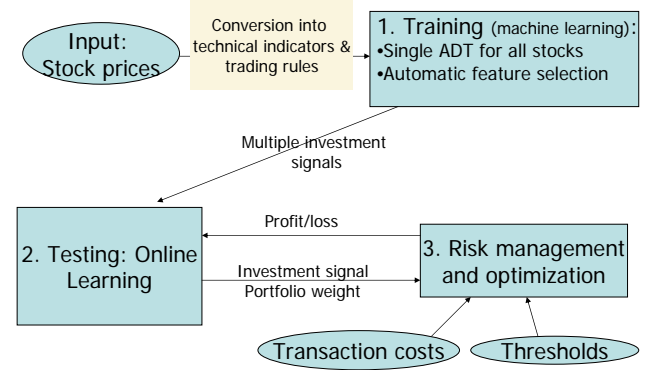 Input:
Stock prices
Conversion into
technical indicators &
trading rules
1. Training (machine learning):
•Single ADT for all stocks
•Automatic feature selection
Multiple investment
signals
2. Testing: Online
Learning
Profit/loss
Investment signal
Portfolio weight
3. Risk management
and optimization
Transaction costs
Thresholds